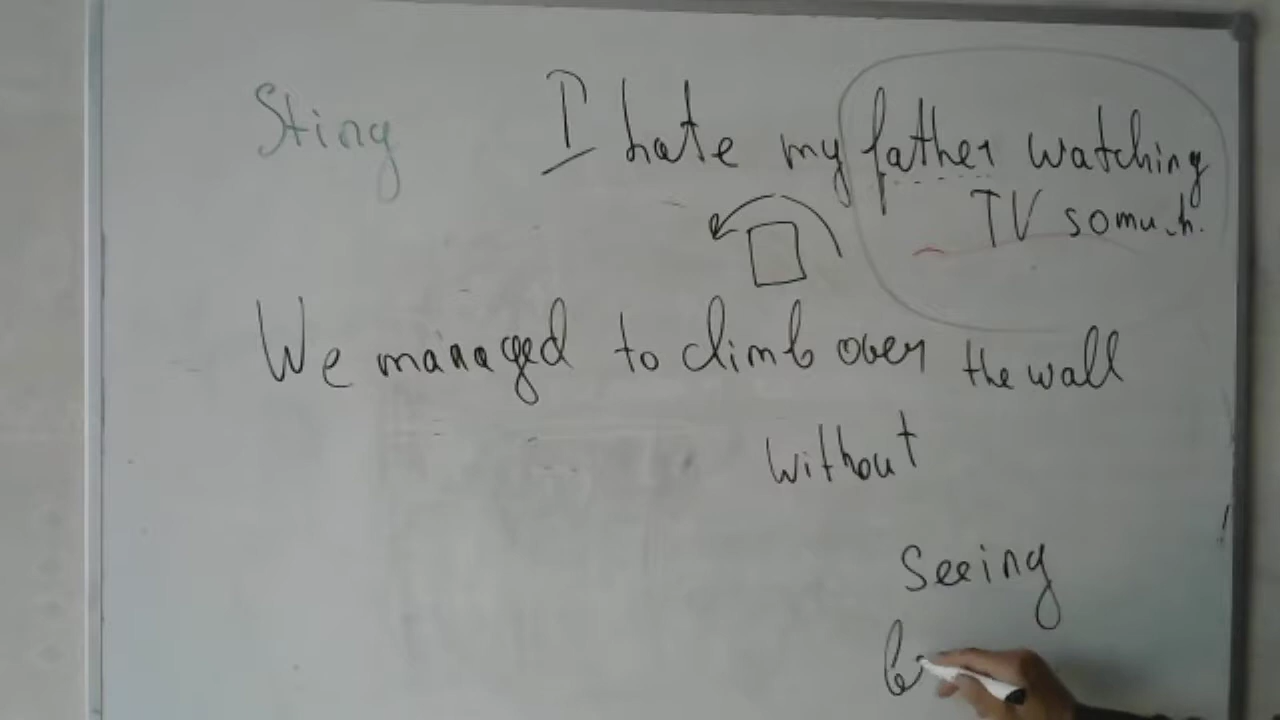 Sting
I hate my father watching
TV so much.
We managed to climb over the wall
without
seeing